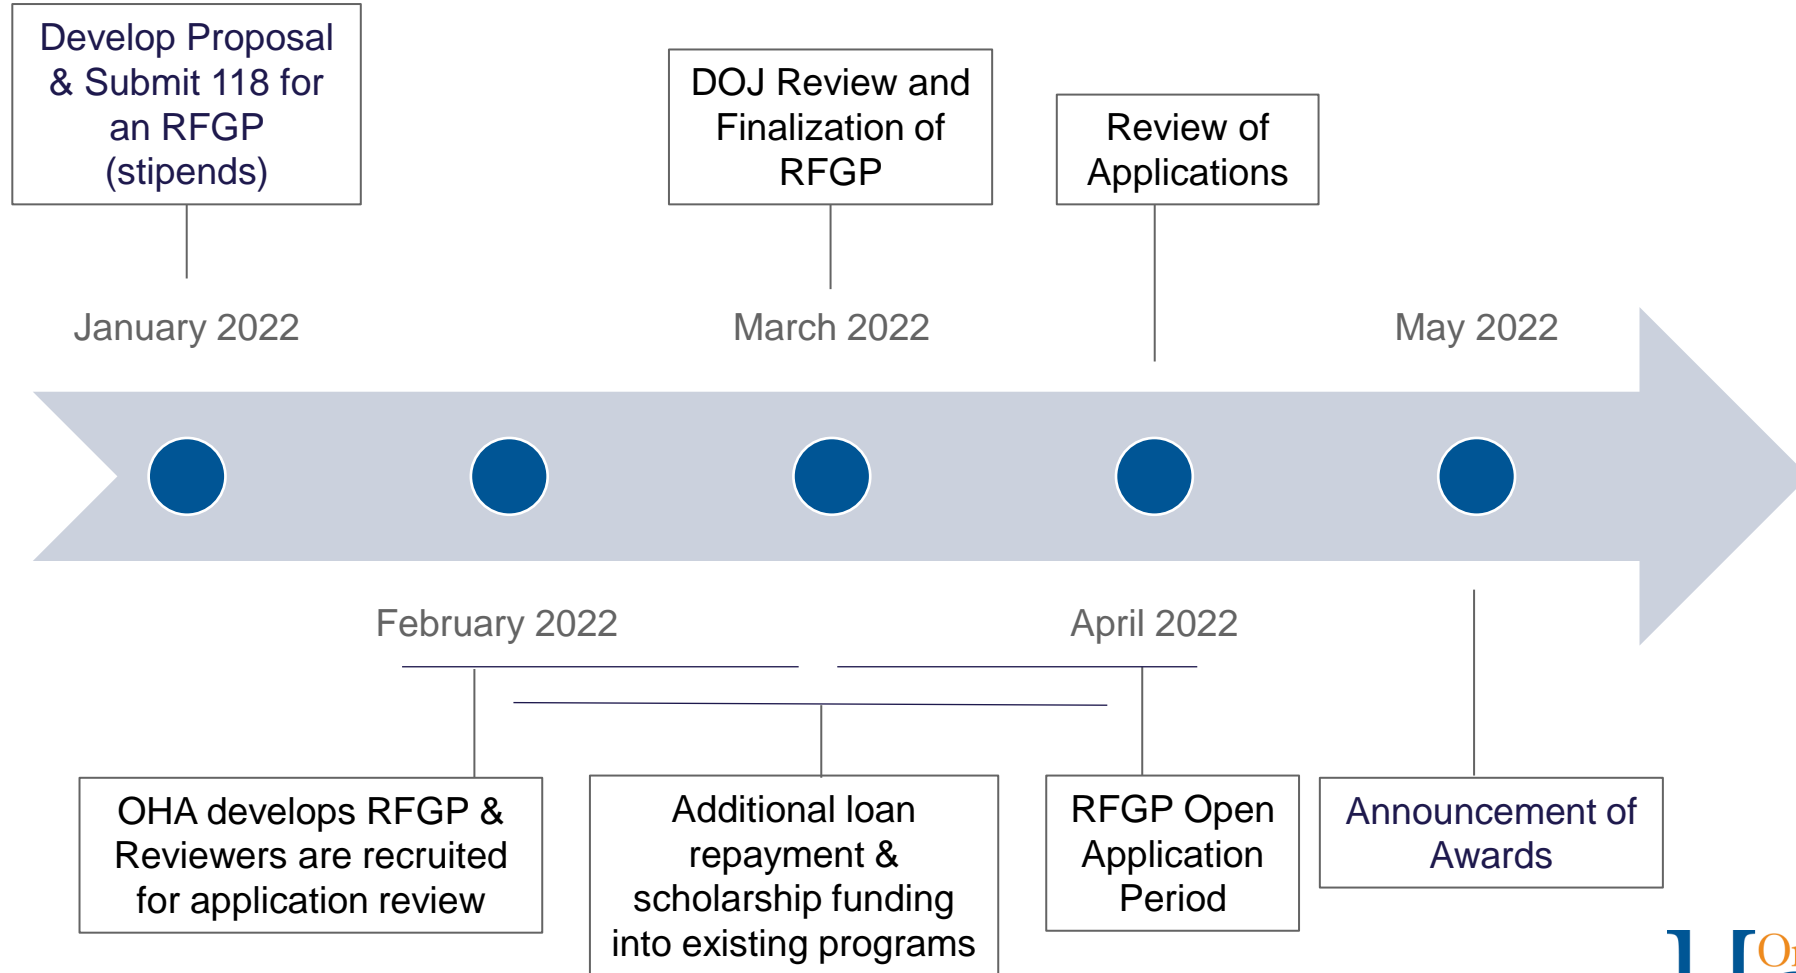 Develop Proposal
& Submit 118 for
an RFGP
(stipends)
DOJ Review and
Finalization of
RFGP
Review of
Applications
January 2022
March 2022
May 2022
February 2022
April 2022
OHA develops RFGP &
Reviewers are recruited
for application review
Additional loan
repayment &
scholarship funding
into existing programs
RFGP Open
Application
Period
Announcement of
Awards